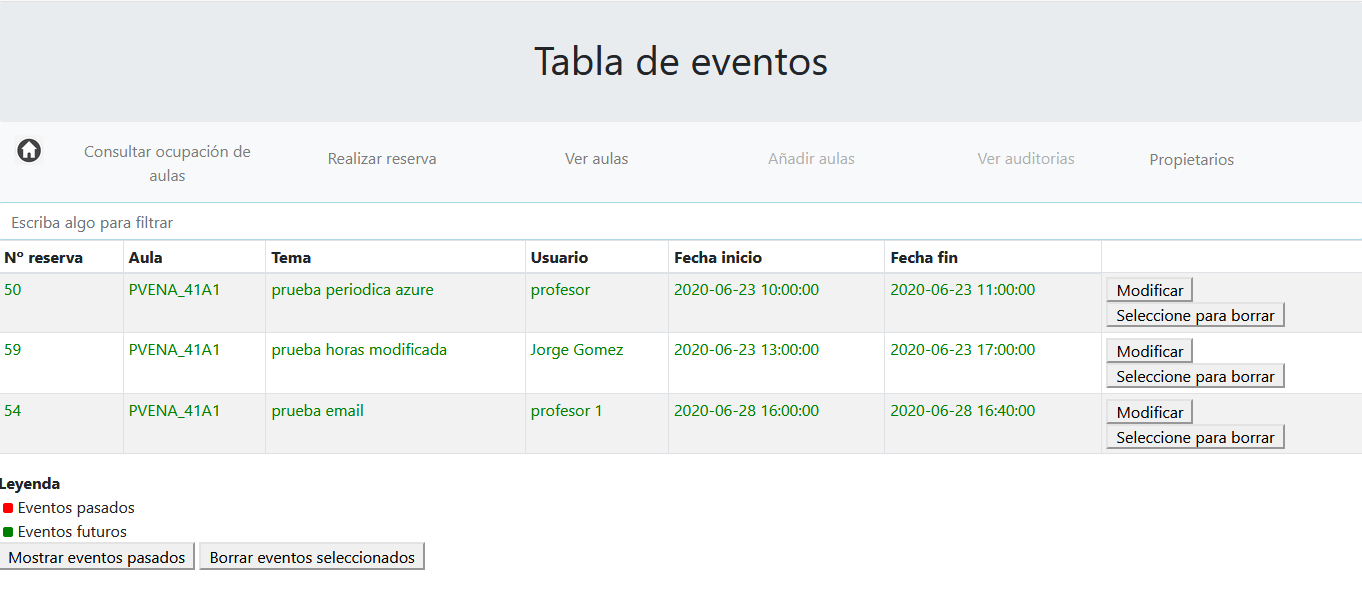 Tabla de eventos
Consultar ocupación de
aulas
Realizar reserva
Ver aulas
Añadir aulas
Ver auditorias
Propietarios
Escriba algo para filtrar
Nº reserva Aula Tema Usuario Fecha inicio Fecha fin
50 PVENA_41A1 prueba periodica azure profesor 2020-06-23 10:00:00 2020-06-23 11:00:00 Modificar
Seleccione para borrar
59 PVENA_41A1 prueba horas modificada Jorge Gomez 2020-06-23 13:00:00 2020-06-23 17:00:00 Modificar
Seleccione para borrar
54 PVENA_41A1 prueba email profesor 1 2020-06-28 16:00:00 2020-06-28 16:40:00 Modificar
Seleccione para borrar
Leyenda
Eventos pasados
Eventos futuros
Mostrar eventos pasados Borrar eventos seleccionados